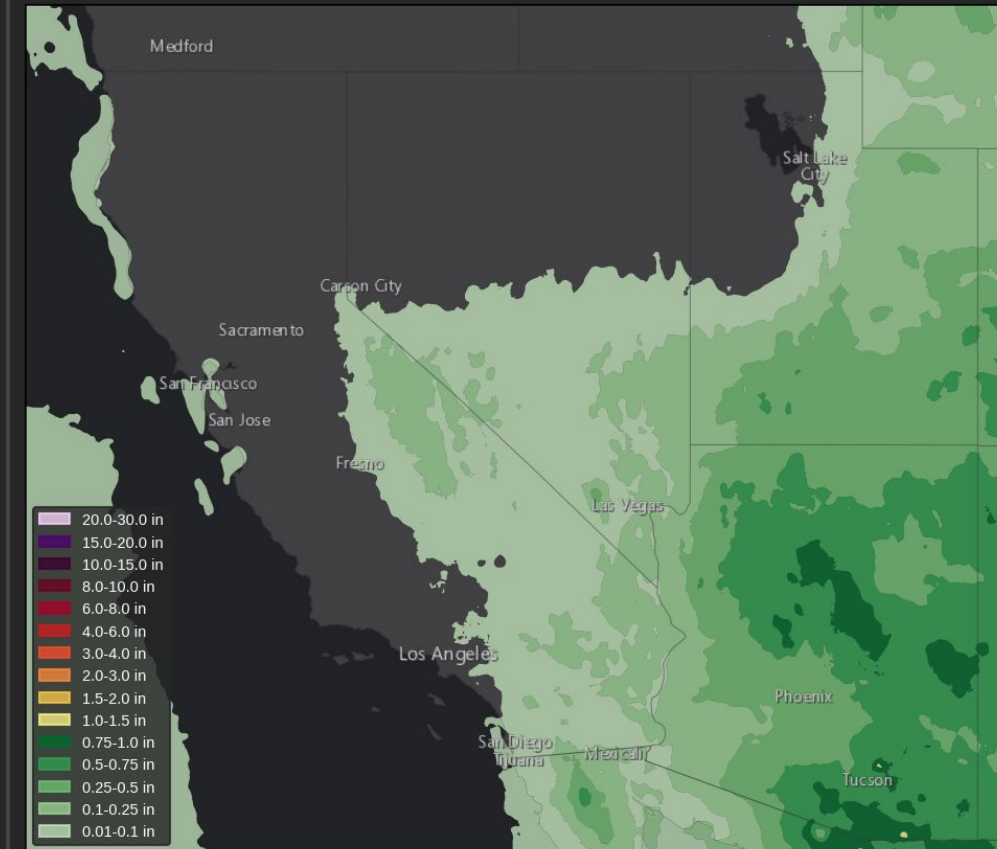 Medford
Salt Lake
City
Carson City
Sacramento
San Francisco
San Jose
Fresno
Las Vegas
20.0-30.0 in
15.0-20.0 in
10.0-15.0 in
8.0-10.0 in
6.0-8.0 in
4.0-6.0 in
3.0-4.0 in
2.0-3.0 in
1.5-2.0 in
1.0-1.5 in
0.75-1.0 in
0.5-0.75 in
0.25-0.5 in
0.1-0.25 in
0.01-0.1 in
Los Angeles
Phoenix
San Diego
Tijuana
Mexicali
Tucson